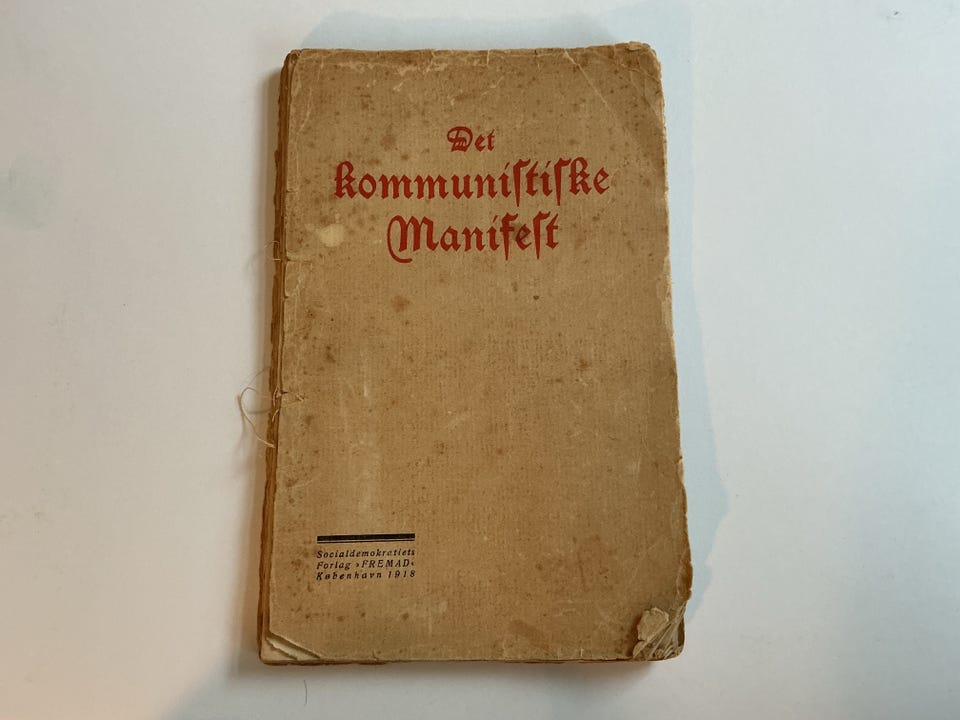 Det
kommuniſtiſke
Manifeſt
Socialdemokratiets
Forlag »FREMAD«
København 1918